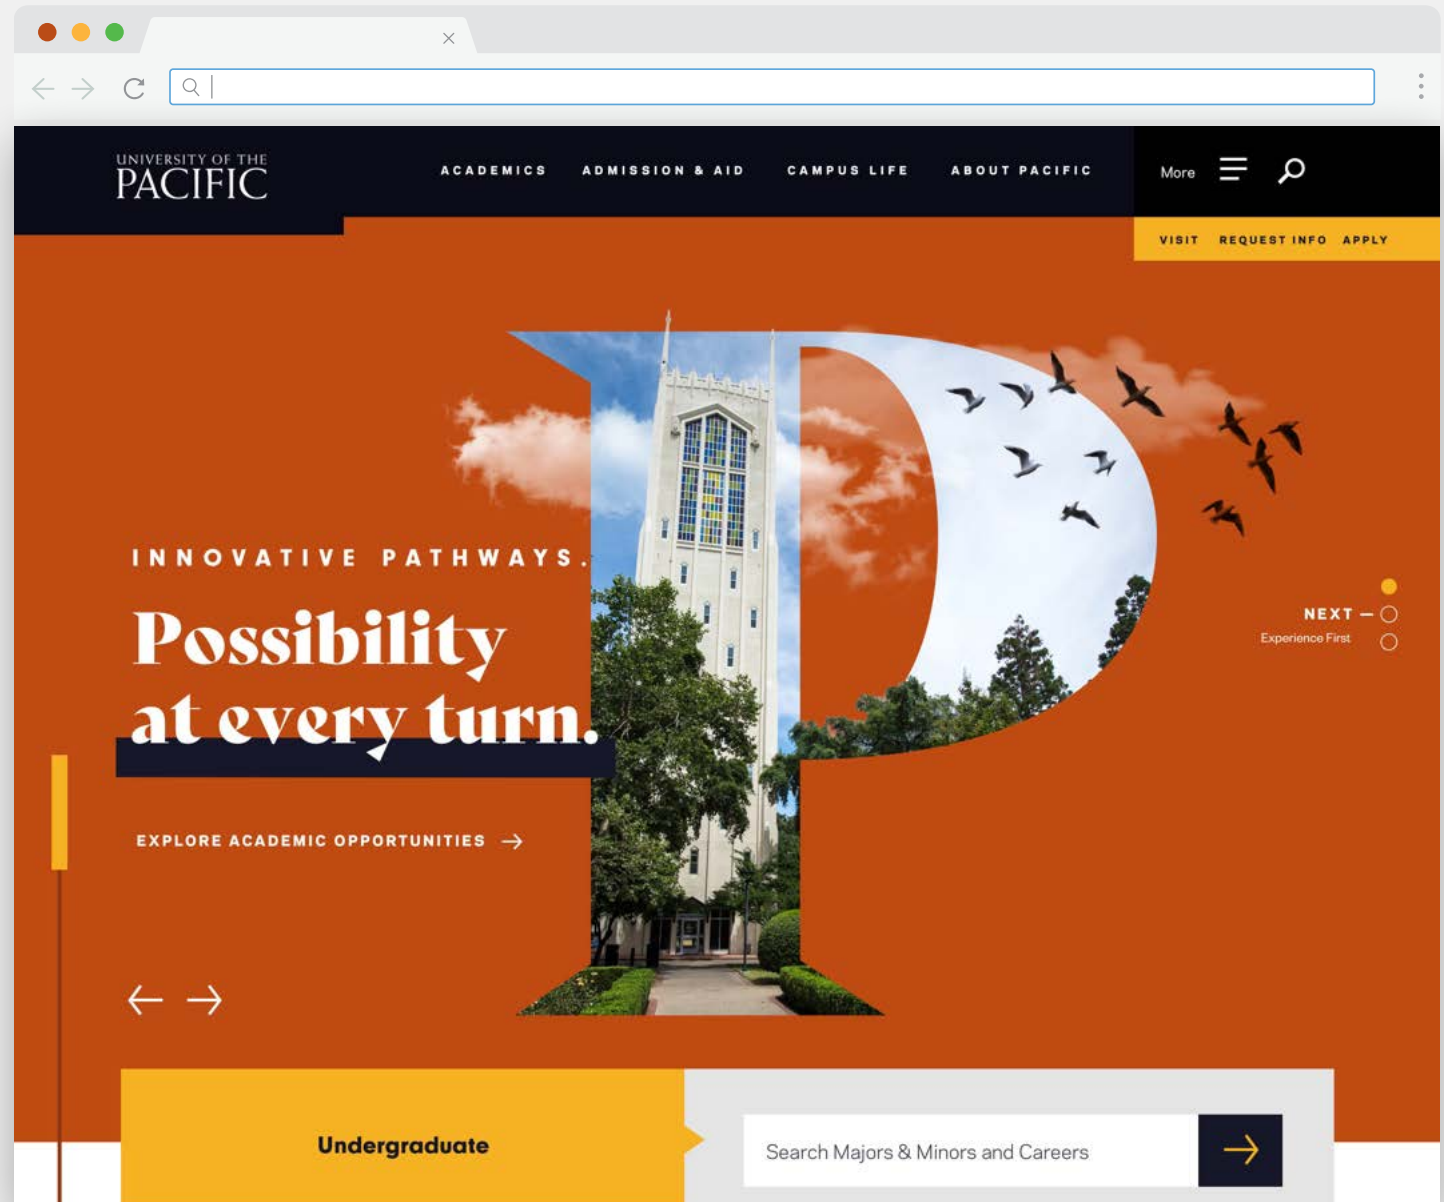 UNIVERSITY OF THE
PACIFIC
ACADEMICS ADMISSION & AID CAMPUS LIFE ABOUT PACIFIC
More
VISIT REQUEST INFO APPLY
INNOVATIVE PATHWAYS.
Possibility
at every turn.
NEXT
Experience First
EXPLORE ACADEMIC OPPORTUNITIES
Undergraduate
Search Majors & Minors and Careers